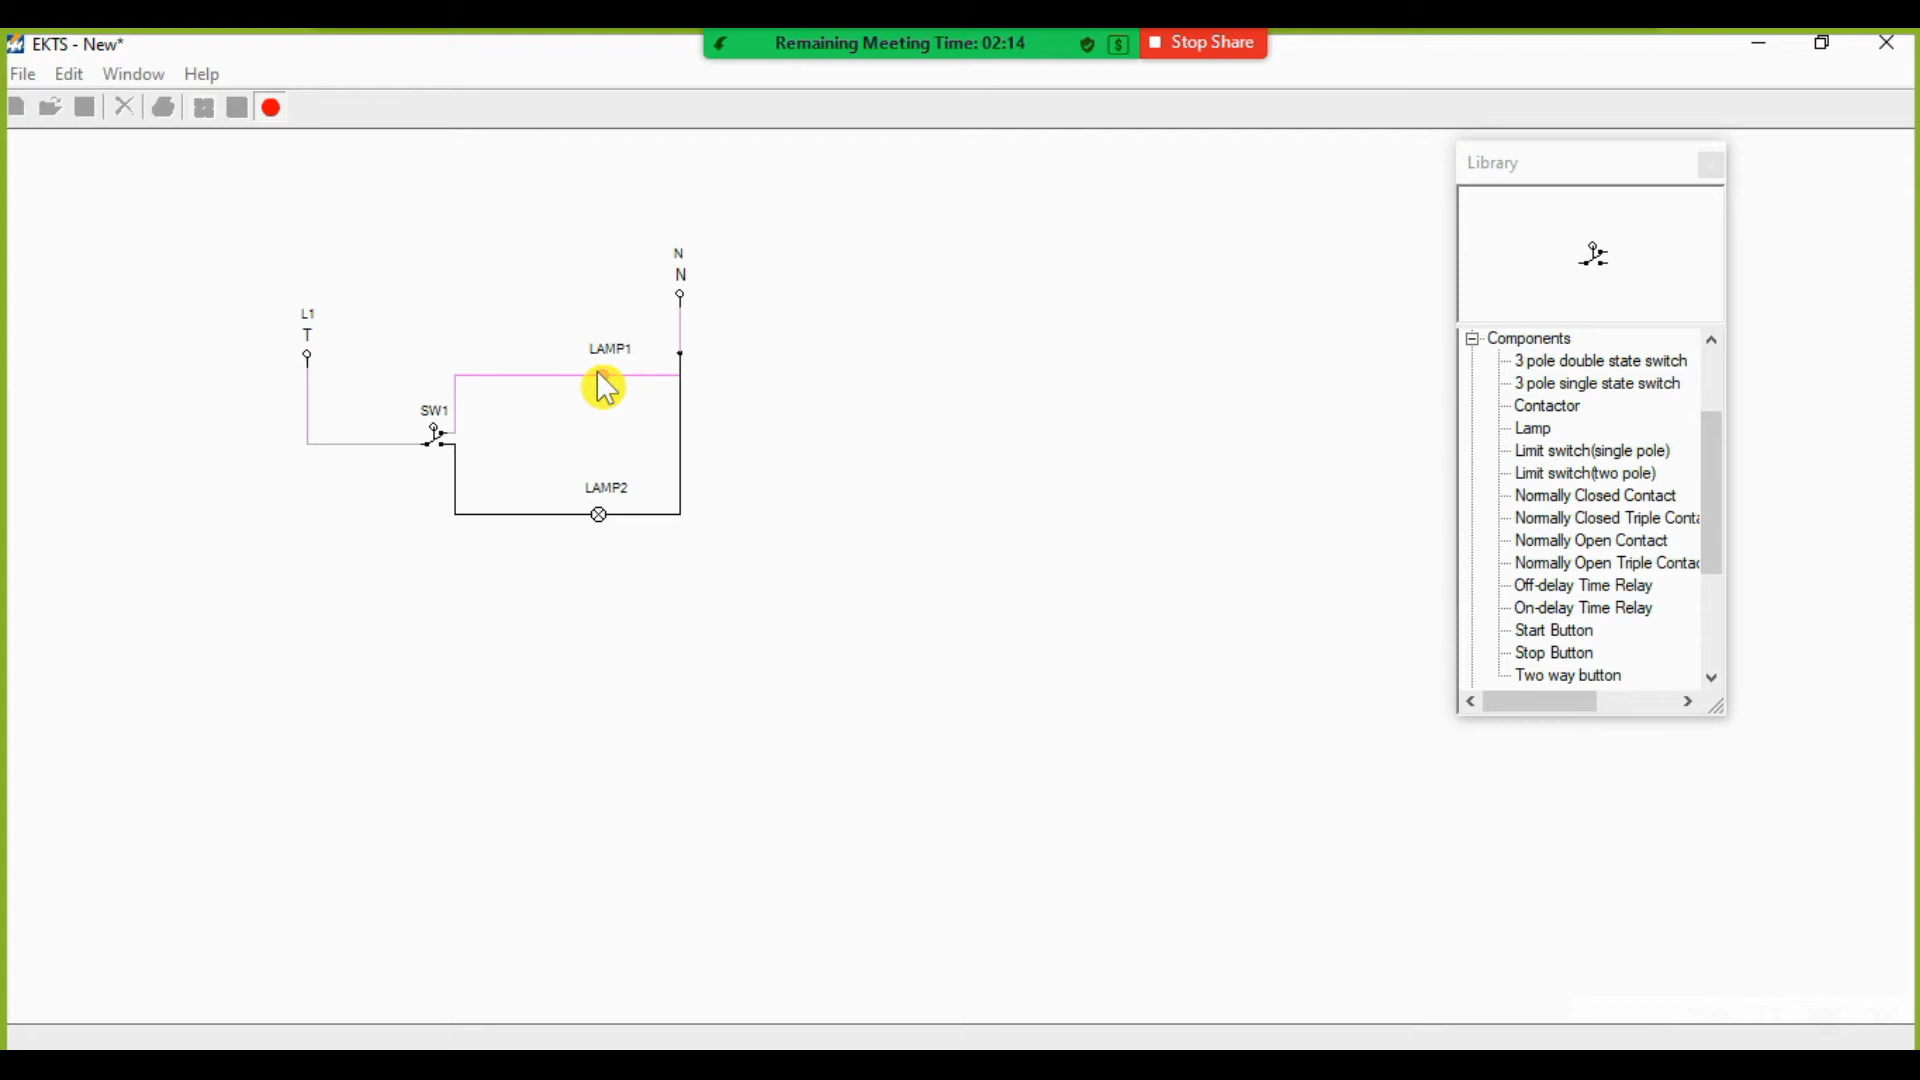 EKTS - New*
Remaining Meeting Time: 02:14
$
Stop Share
File Edit Window Help
Library
N
N
L1
T
LAMP1
SW1
LAMP2
Components
3 pole double state switch
3 pole single state switch
Contactor
Lamp
Limit switch(single pole)
Limit switch(two pole)
Normally Closed Contact
Normally Closed Triple Conta
Normally Open Contact
Normally Open Triple Contac
Off-delay Time Relay
On-delay Time Relay
Start Button
Stop Button
Two way button